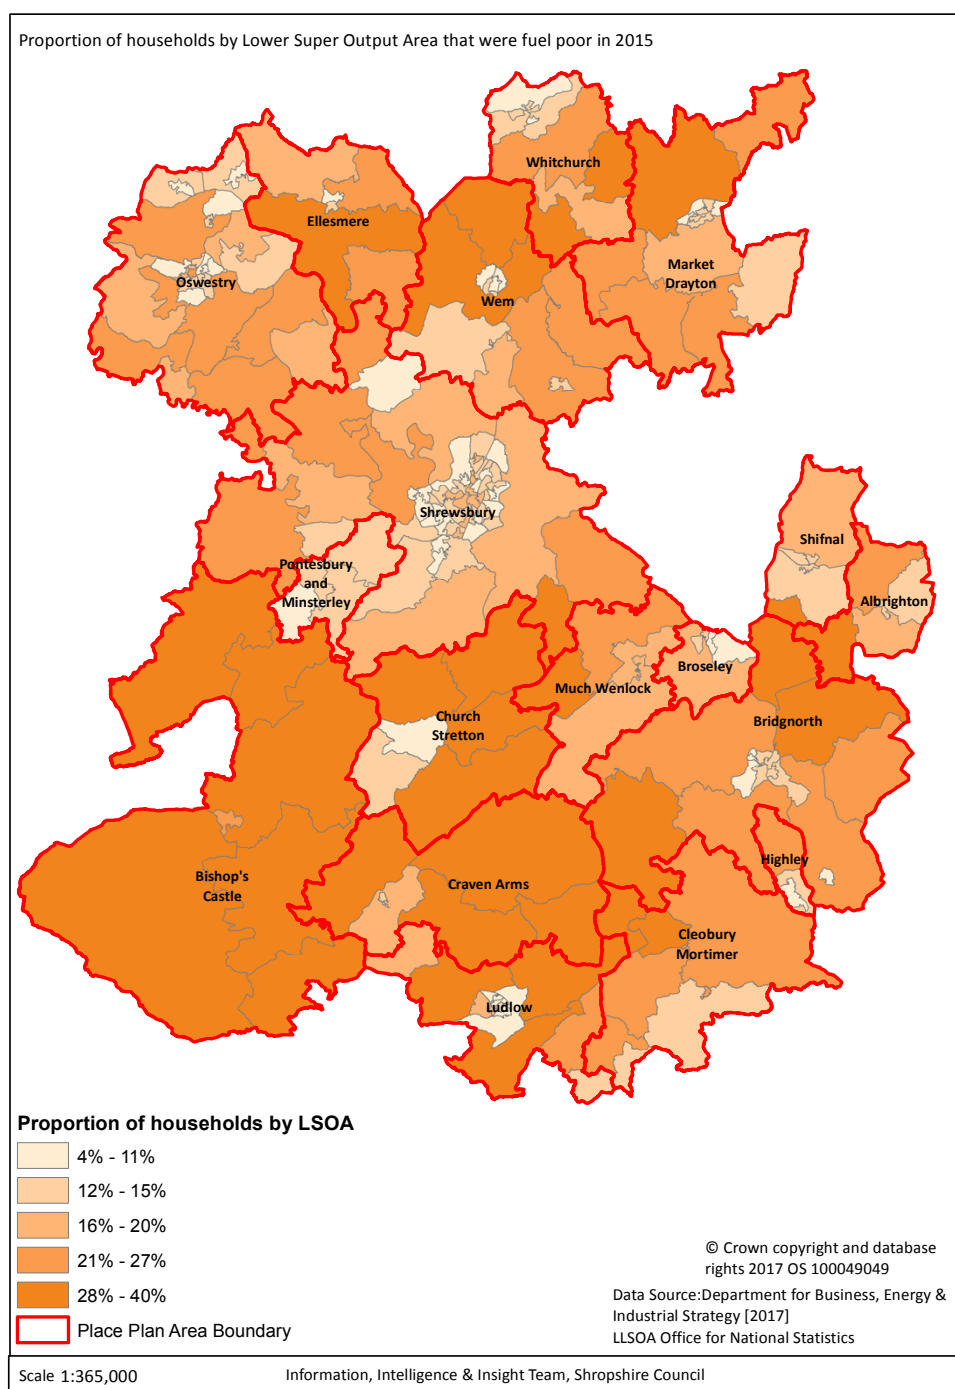 Proportion of households by Lower Super Output Area that were fuel poor in 2015
Whitchurch
Ellesmere
Market
Drayton
Oswestry
Wem
Shrewsbury
Shifnal
Pontesbury
and
Minsterley
Albrighton
Broseley
Much Wenlock
Church
Stretton
Bridgnorth
Highley
Bishop's
Castle
Craven Arms
Cleobury
Mortimer
Ludlow
Proportion of households by LSOA
4% - 11%
12% - 15%
16% - 20%
21% - 27%
28% - 40%
Place Plan Area Boundary
© Crown copyright and database
rights 2017 OS 100049049
Data Source:Department for Business, Energy &
Industrial Strategy [2017]
LLSOA Office for National Statistics
Scale 1:365,000
Information, Intelligence & Insight Team, Shropshire Council